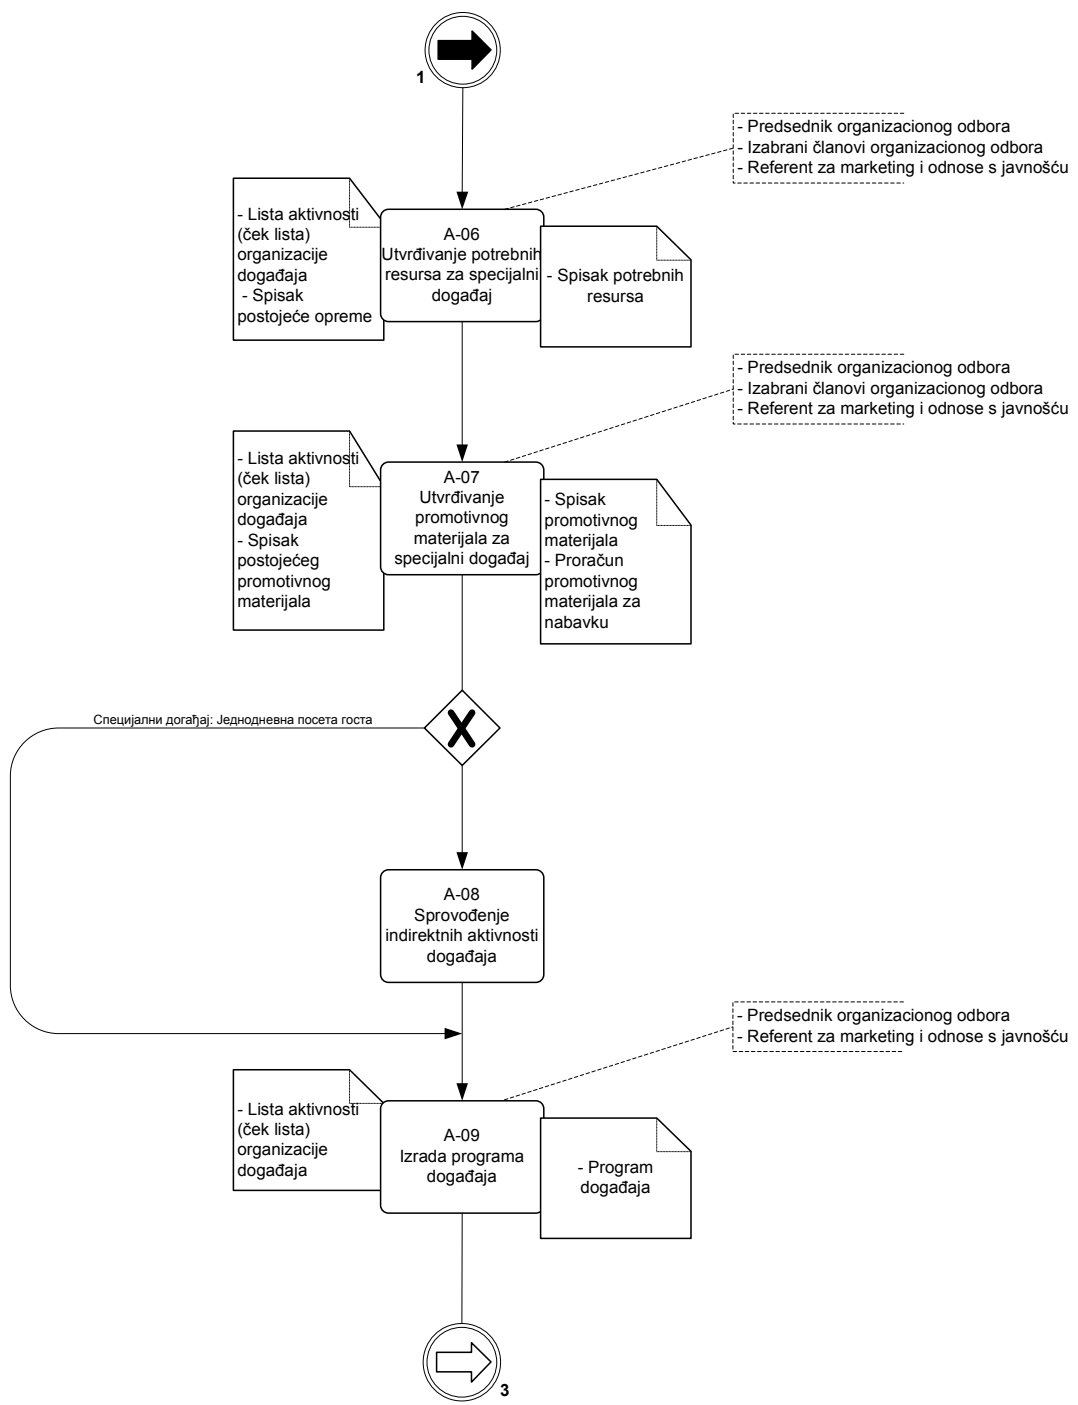 1
- Predsednik organizacionog odbora
- Izabrani članovi organizacionog odbora
- Referent za marketing i odnose s javnošću
- Lista aktivnosti
(ček lista)
organizacije
događaja
- Spisak
postojeće opreme
A-06
Utvrđivanje potrebnih
resursa za specijalni
događaj
- Spisak potrebnih
resursa
- Predsednik organizacionog odbora
- Izabrani članovi organizacionog odbora
- Referent za marketing i odnose s javnošću
- Lista aktivnosti
(ček lista)
organizacije
događaja
- Spisak
postojećeg
promotivnog
materijala
A-07
Utvrđivanje
promotivnog
materijala za
specijalni događaj
- Spisak
promotivnog
materijala
- Proračun
promotivnog
materijala za
nabavku
Специјални догађај: Једнодневна посета госта
X
A-08
Sprovođenje
indirektnih aktivnosti
događaja
- Predsednik organizacionog odbora
- Referent za marketing i odnose s javnošću
- Lista aktivnosti
(ček lista)
organizacije
događaja
A-09
Izrada programa
događaja
- Program
događaja
3